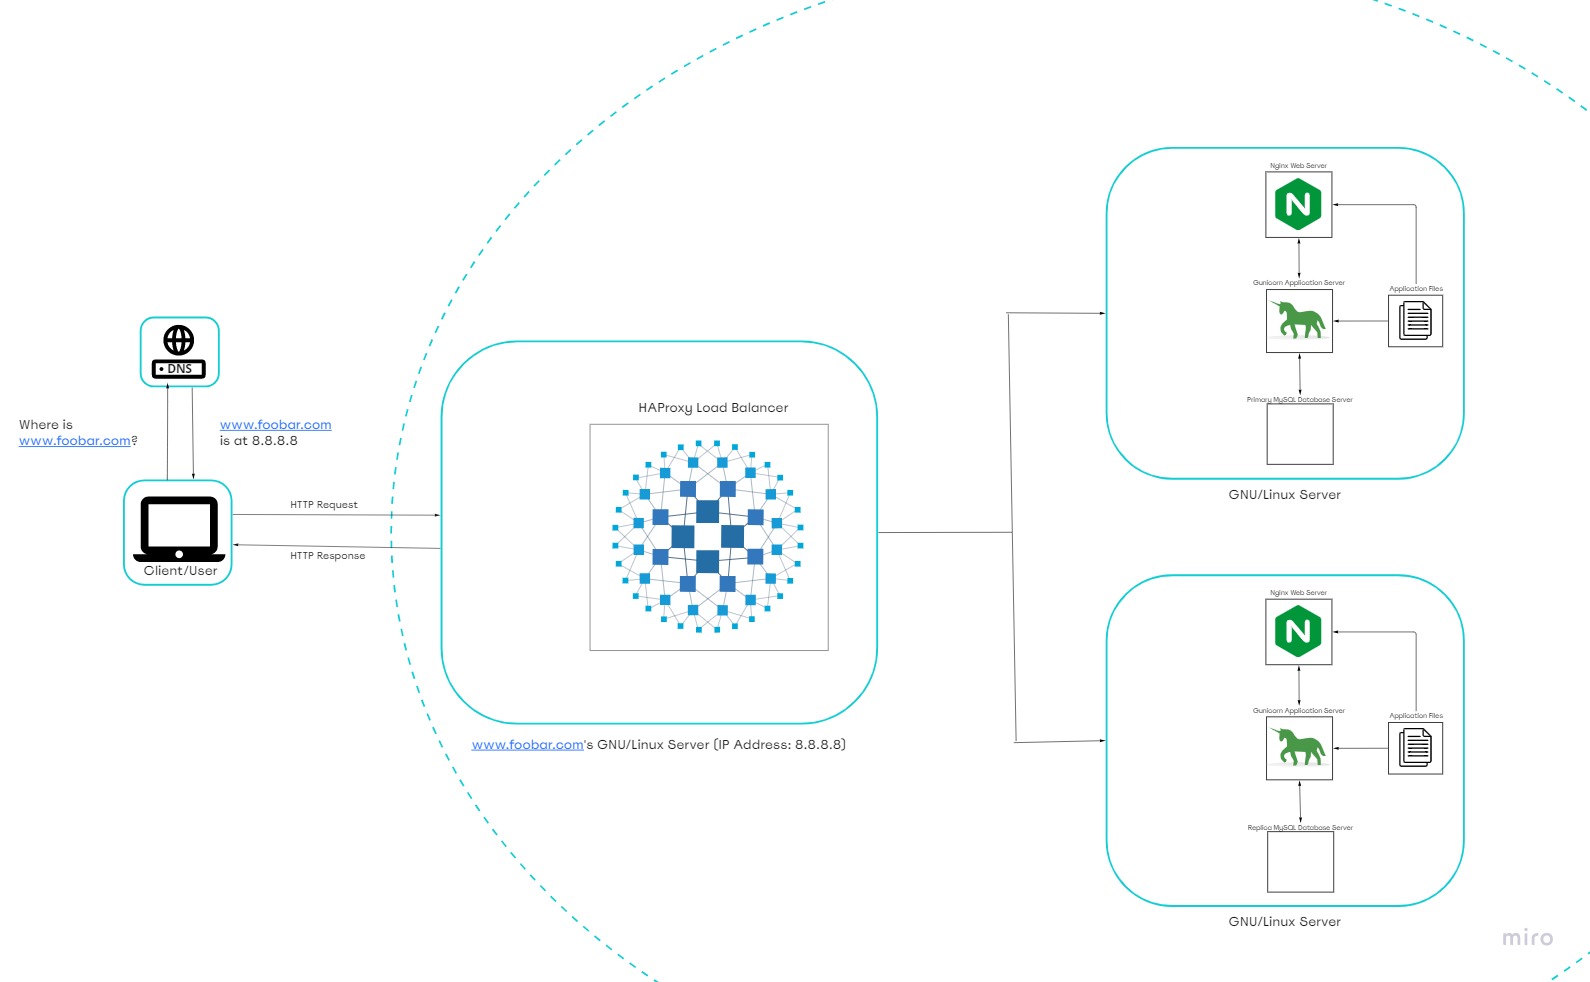 DNS
Where is
www.foobar.com?
www.foobar.com
is at 8.8.8.8
Client/User
HTTP Request
HTTP Response
HAProxy Load Balancer
www.foobar.com's GNU/Linux Server (IP Address: 8.8.8.8)
Nginx Web Server
N
Gunicorn Application Server
Application Files
Primary MySQL Database Server
GNU/Linux Server
Nginx Web Server
N
Gunicorn Application Server
Application Files
Replica MySQL Database Server
GNU/Linux Server
miro